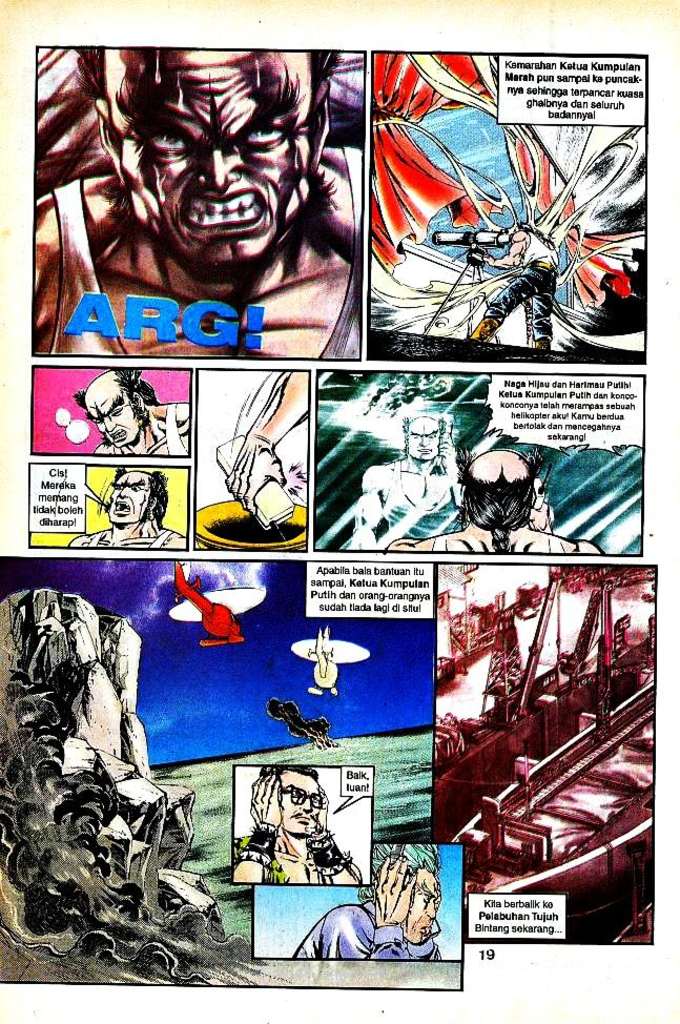 ARG!
Kemarahan Ketua Kumpulan
Merah pun sampai ke puncak-
nya sehingga terpancar kuasa
ghaibnya dari seluruh
badannya!
Cis!
Mereka
memang
tidak boleh
diharap!
Naga Hijau dan Harimau Putih!
Ketua Kumpulan Putih dan konco-
konconya telah merampas sebuah
helikopter aku! Kamu berdua
bertolak dan mencegahnya
sekarang!
Apabila bala bantuan itu
sampai, Ketua Kumpulan
Putih dan orang-orangnya
sudah tiada lagi di situ!
Baik,
tuan!
Kita berbalik ke
Pelabuhan Tujuh
Bintang sekarang...
19